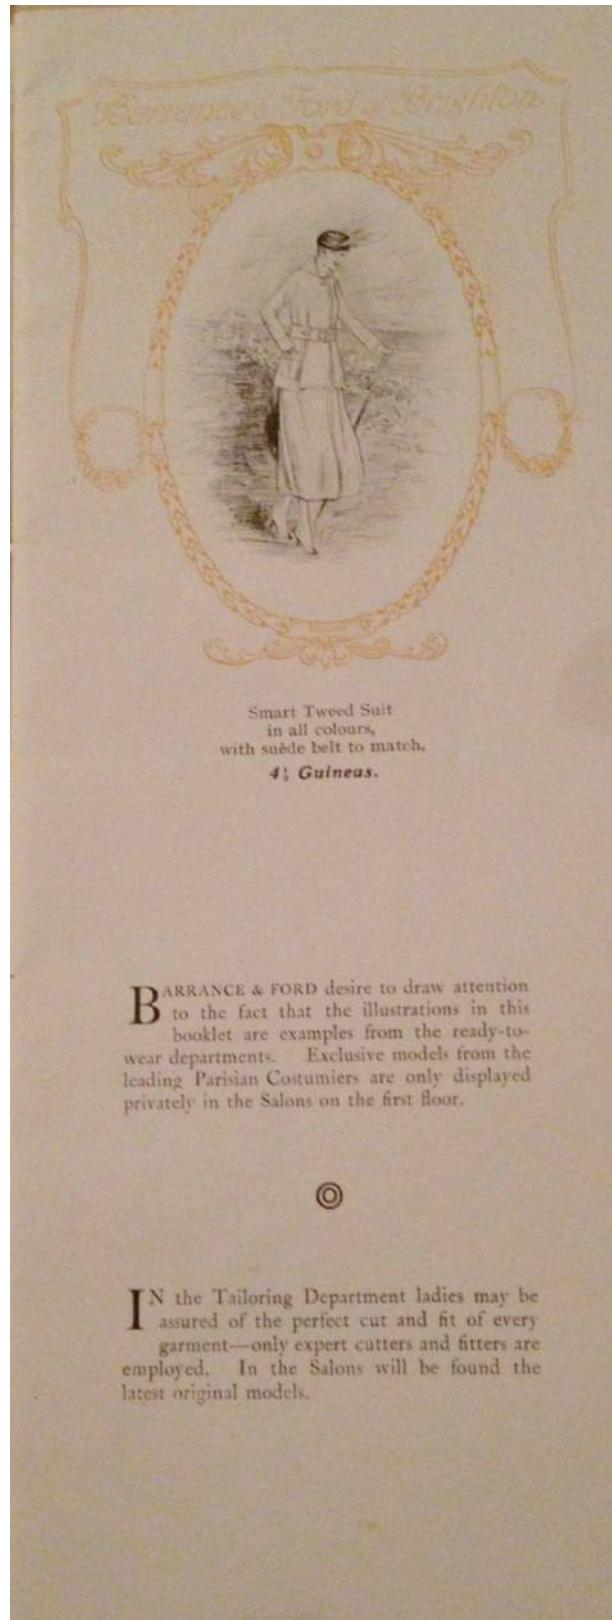 Barrance & Ford of Brighton
Smart Tweed Suit
in all colours,
with suède belt to match.
4½ Guineas.
BARRANCE & FORD desire to draw attention
to the fact that the illustrations in this
booklet are examples from the ready-to-
wear departments. Exclusive models from the
leading Parisian Costumiers are only displayed
privately in the Salons on the first floor.
IN the Tailoring Department ladies may be
assured of the perfect cut and fit of every
garment—only expert cutters and fitters are
employed. In the Salons will be found the
latest original models.